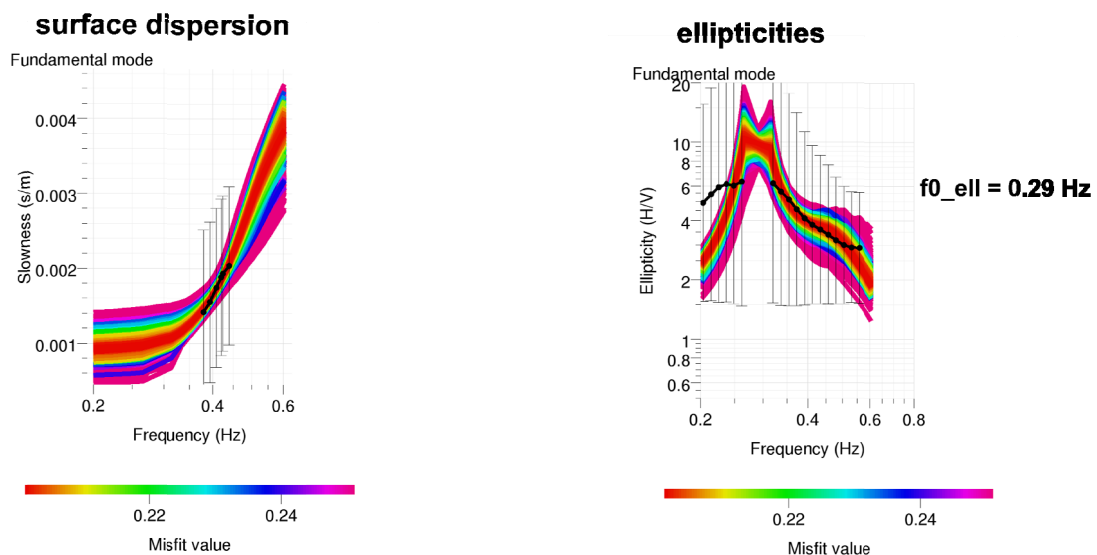 surface dispersion
Fundamental mode
Slowness (s/m)
0.004
0.003
0.002
0.001
0.2 0.4 0.6
Frequency (Hz)
0.22 0.24
Misfit value
ellipticities
Fundamental mode
Ellipticity (H/V)
20
10
8
6
4
2
1
0.8
0.6
0.2 0.4 0.6 0.8
Frequency (Hz)
f0_ell = 0.29 Hz
0.22 0.24
Misfit value